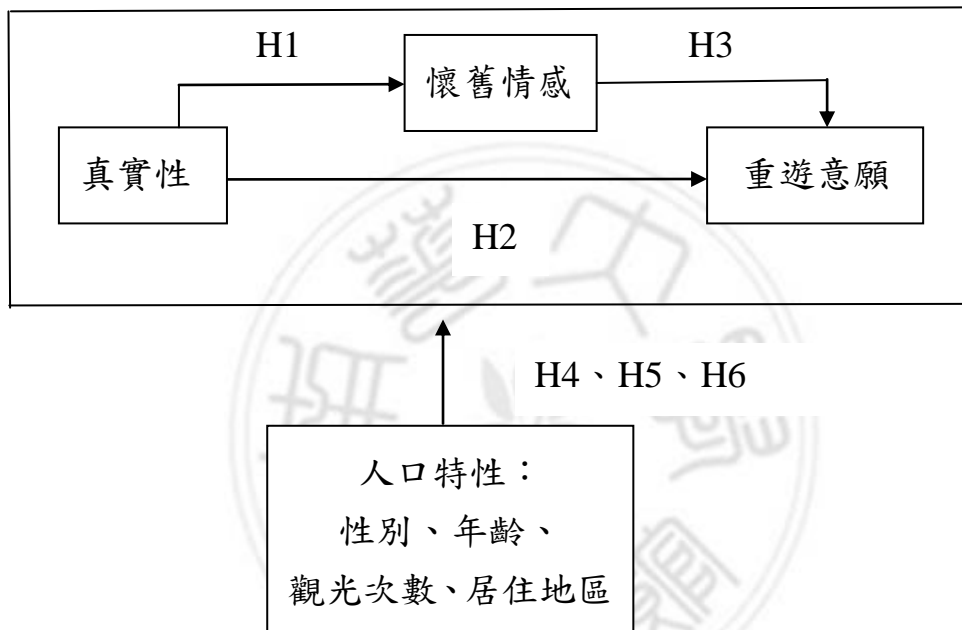 H1
H3
懷舊情感
真實性
重遊意願
H2
H4、H5、H6
人口特性：
性別、年齡、
觀光次數、居住地區